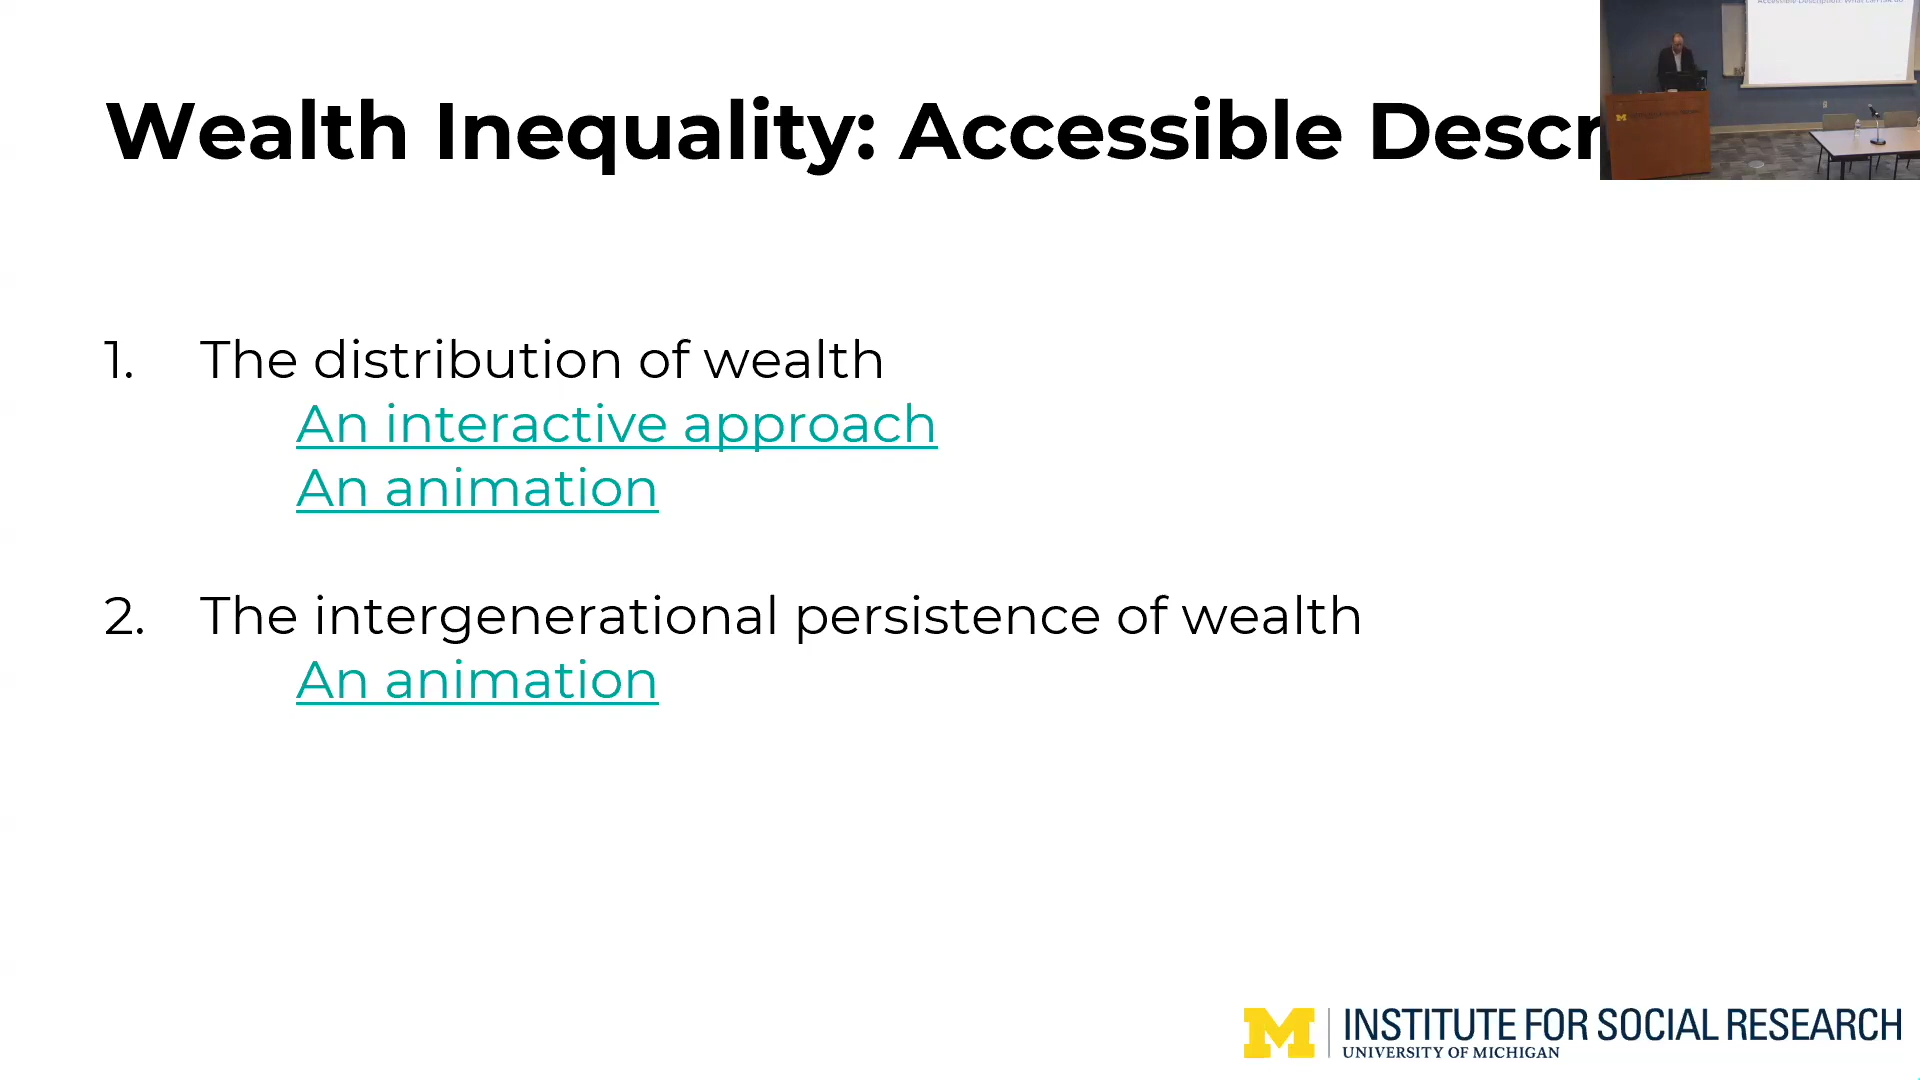 Wealth Inequality: Accessible Descr
1. The distribution of wealth
An interactive approach
An animation
2. The intergenerational persistence of wealth
An animation
M INSTITUTE FOR SOCIAL RESEARCH
UNIVERSITY OF MICHIGAN